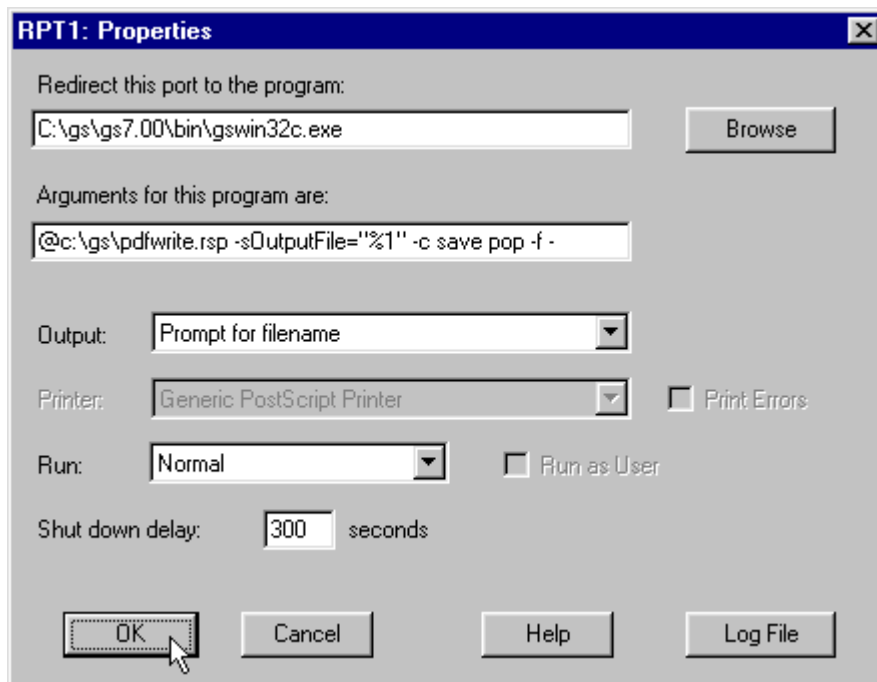 RPT1: Properties
Redirect this port to the program:
C:\gs\gs7.00\bin\gswin32c.exe
Browse
Arguments for this program are:
@c:\gs\pdfwrite.rsp -sOutputFile="%1" -c save pop -f -
Output: Prompt for filename
Printer: Generic PostScript Printer Print Errors
Run: Normal Run as User
Shut down delay: 300 seconds
OK Cancel Help Log File